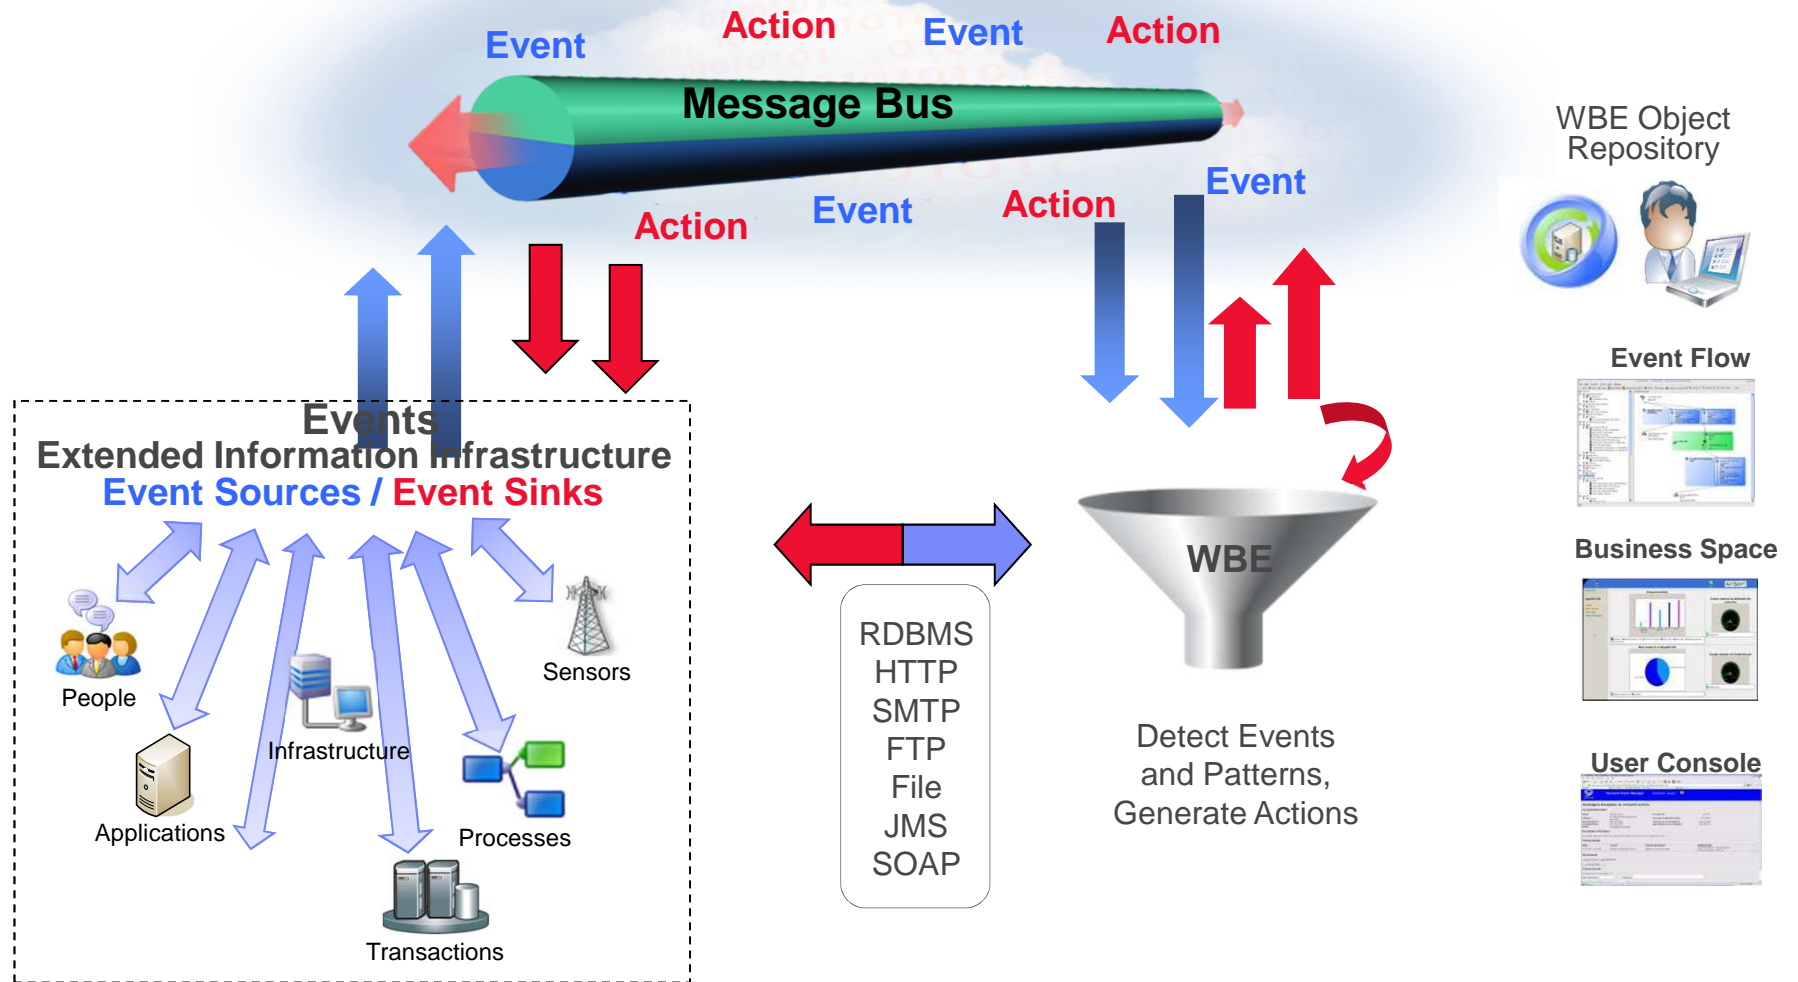 Event
Action
Event
Action
Message Bus
Action
Event
Action
Event
WBE Object
Repository
Events
Extended Information Infrastructure
Event Sources / Event Sinks
People
Applications
Infrastructure
Transactions
Processes
Sensors
RDBMS
HTTP
SMTP
FTP
File
JMS
SOAP
WBE
Detect Events
and Patterns,
Generate Actions
Event Flow
Business Space
User Console